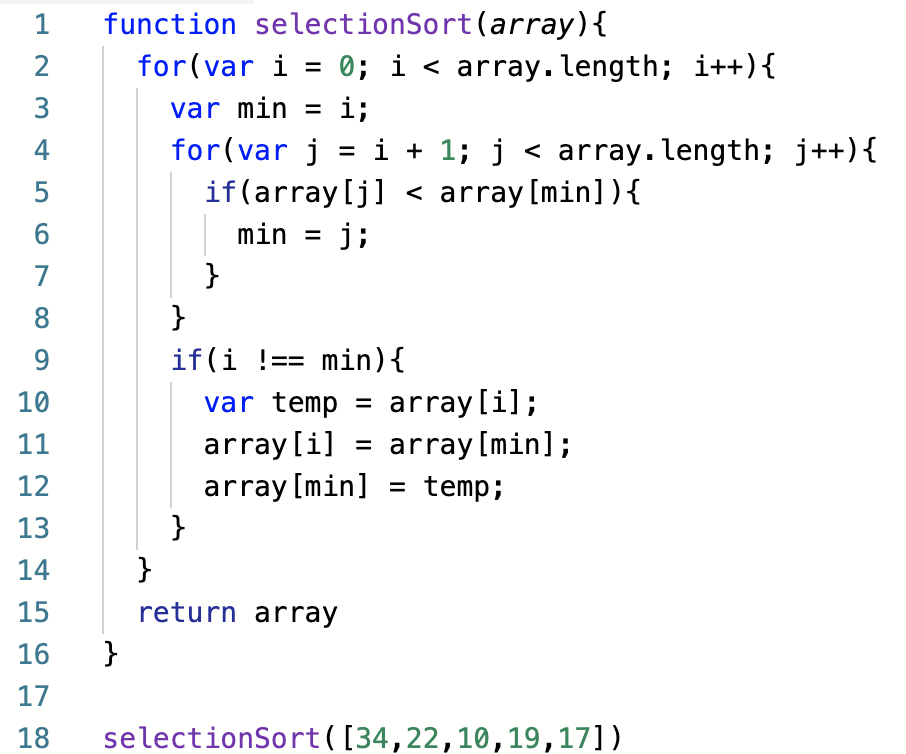 1 function selectionSort(array){
2 for(var i = 0; i < array.length; i++){
3 var min = i;
4 for(var j = i + 1; j < array.length; j++){
5 if(array[j] < array[min]){
6 min = j;
7 }
8 }
9 if(i !== min){
10 var temp = array[i];
11 array[i] = array[min];
12 array[min] = temp;
13 }
14 }
15 return array
16 }
17
18 selectionSort([34,22,10,19,17])